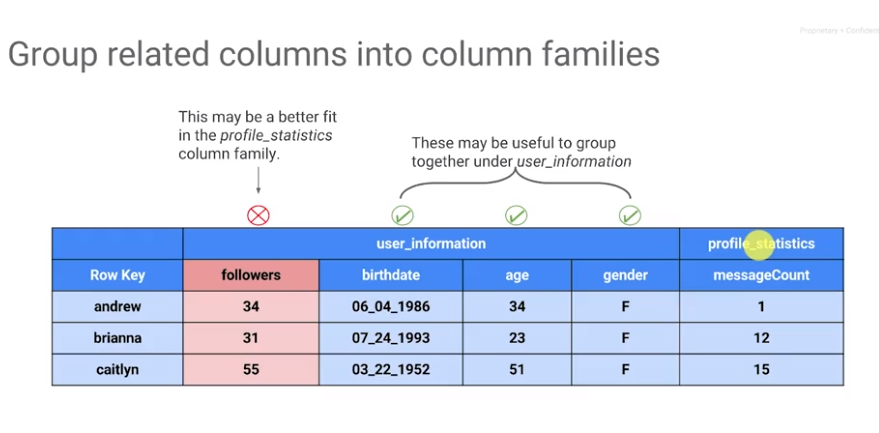 Proprietary + Confident
Group related columns into column families
This may be a better fit
in the profile_statistics
column family.
These may be useful to group
together under user_information
user_information profile_statistics
Row Key followers birthdate age gender messageCount
andrew 34 06_04_1986 34 F 1
brianna 31 07_24_1993 23 F 12
caitlyn 55 03_22_1952 51 F 15